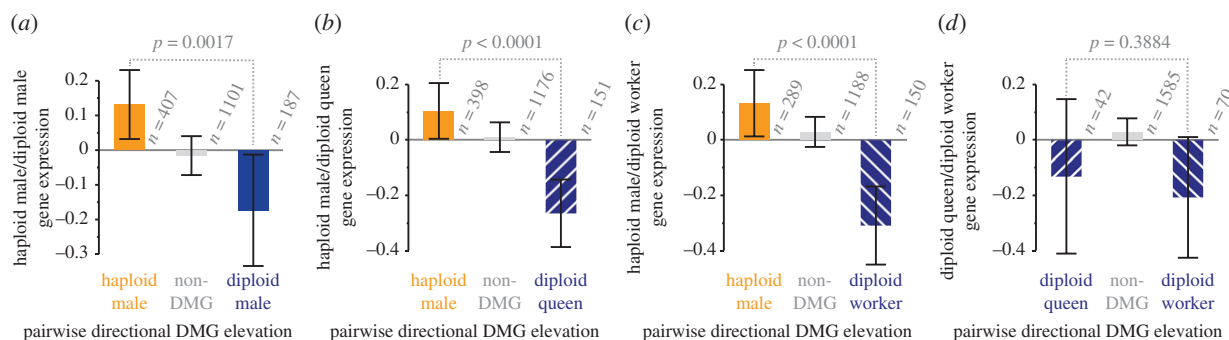 (a)
p = 0.0017
haploid male/diploid male
gene expression
0.2
0.1
0
–0.1
–0.2
–0.3
n = 407
n = 1101
n = 187
haploid
male
non-
DMG
diploid
male
pairwise directional DMG elevation
(b)
p < 0.0001
haploid male/diploid queen
gene expression
0.2
0
–0.2
–0.4
n = 398
n = 1176
n = 151
haploid
male
non-
DMG
diploid
queen
pairwise directional DMG elevation
(c)
p < 0.0001
haploid male/diploid worker
gene expression
0.2
0
–0.2
–0.4
n = 289
n = 1188
n = 150
haploid
male
non-
DMG
diploid
worker
pairwise directional DMG elevation
(d)
p = 0.3884
diploid queen/diploid worker
gene expression
0.2
0
–0.2
–0.4
n = 42
n = 1585
n = 70
diploid
queen
non-
DMG
diploid
worker
pairwise directional DMG elevation